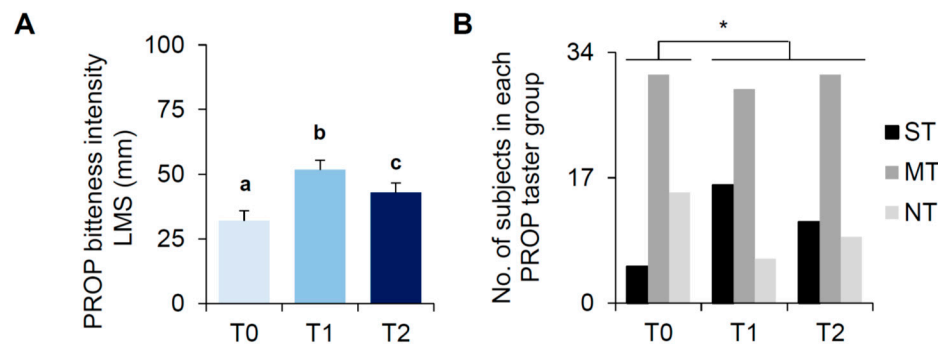 A
PROP bitteness intensity
LMS (mm)
100
75
50
25
0
a
b
c
T0
T1
T2
B
No. of subjects in each
PROP taster group
34
17
0
*
T0
T1
T2
ST
MT
NT